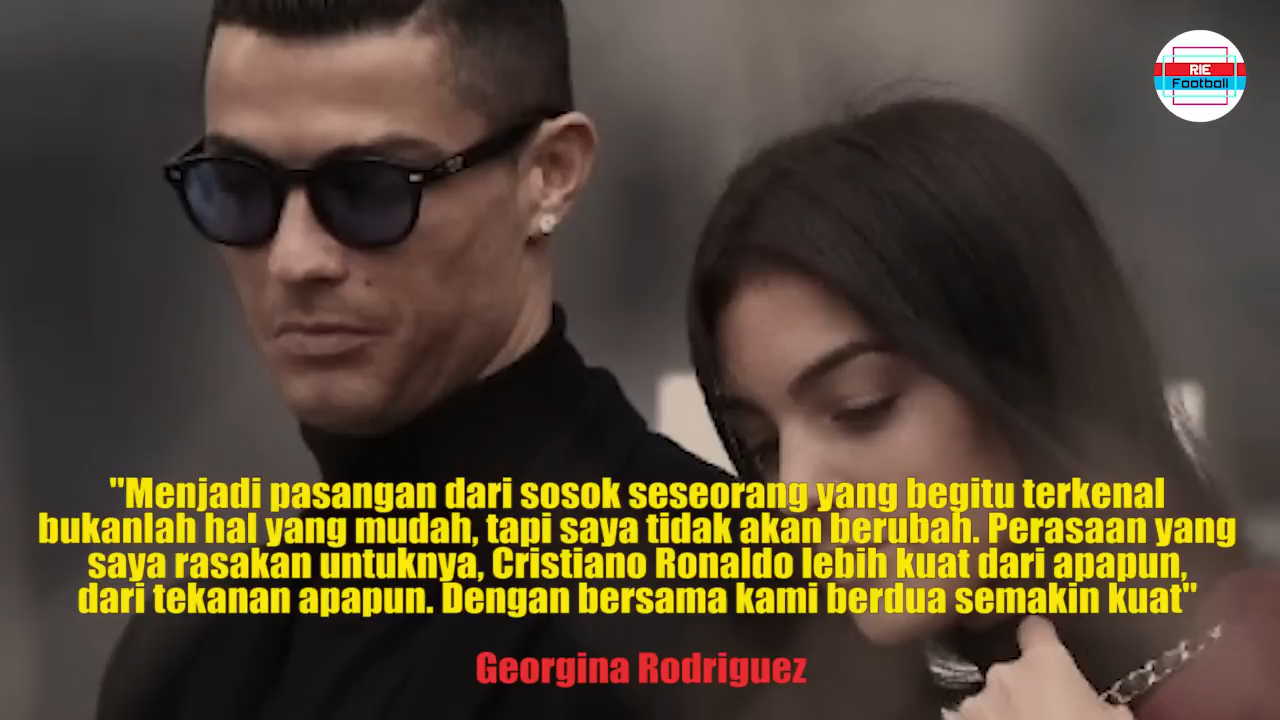 RIE
Football
"Menjadi pasangan dari sosok seseorang yang begitu terkenal
bukanlah hal yang mudah, tapi saya tidak akan berubah. Perasaan yang
saya rasakan untuknya, Cristiano Ronaldo lebih kuat dari apapun,
dari tekanan apapun. Dengan bersama kami berdua semakin kuat"
Georgina Rodriguez